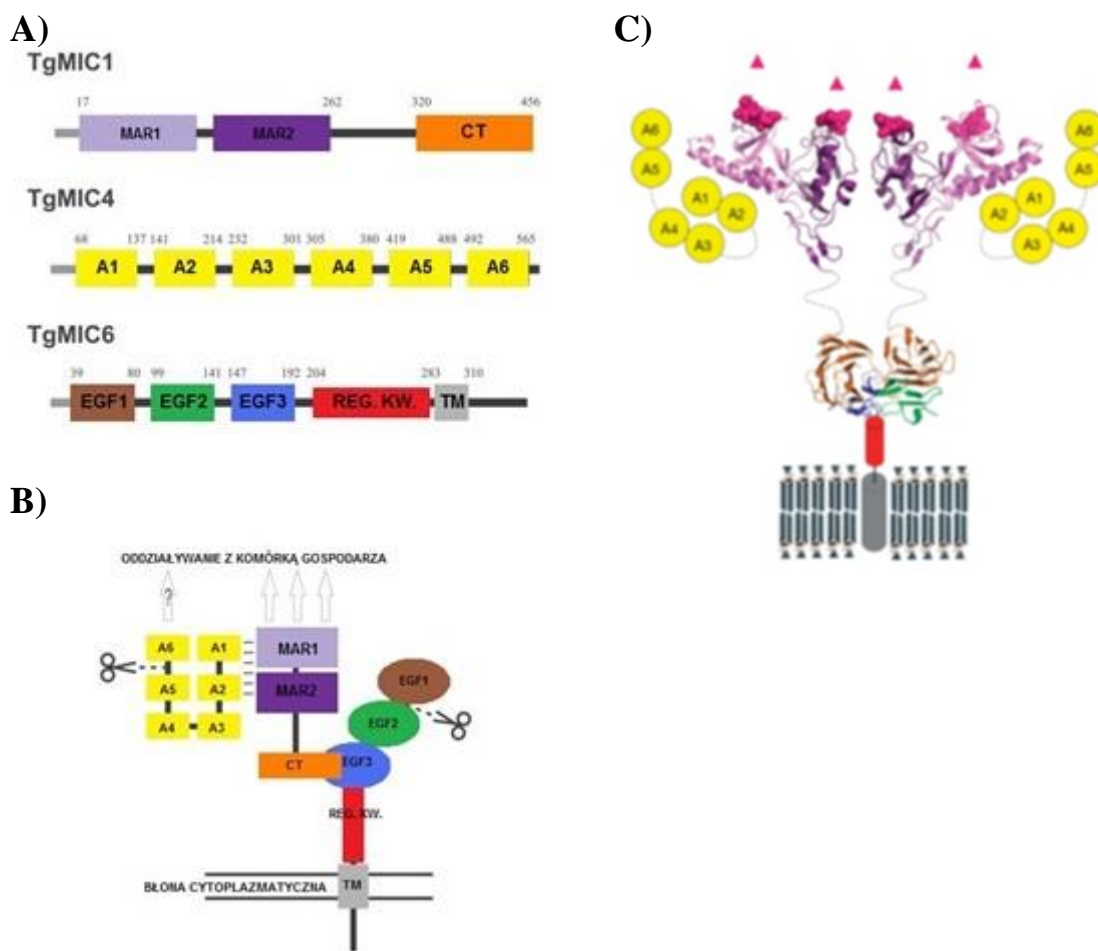 A)
TgMIC1
17 262 320 456
MAR1 MAR2 CT
TgMIC4
68 137 141 214 232 301 305 380 419 488 492 565
A1 A2 A3 A4 A5 A6
TgMIC6
39 80 99 141 147 192 204 283 310
EGF1 EGF2 EGF3 REG. KW. TM
B)
ODDZIAŁYWANIE Z KOMÓRKĄ GOSPODARZA
?
A6 A1 MAR1
A5 A2 MAR2 EGF1
A4 A3 EGF2
CT EGF3
REG. KW.
BŁONA CYTOPLAZMATYCZNA TM
C)
A6 A6
A5 A5
A1 A1
A2 A2
A4 A4
A3 A3